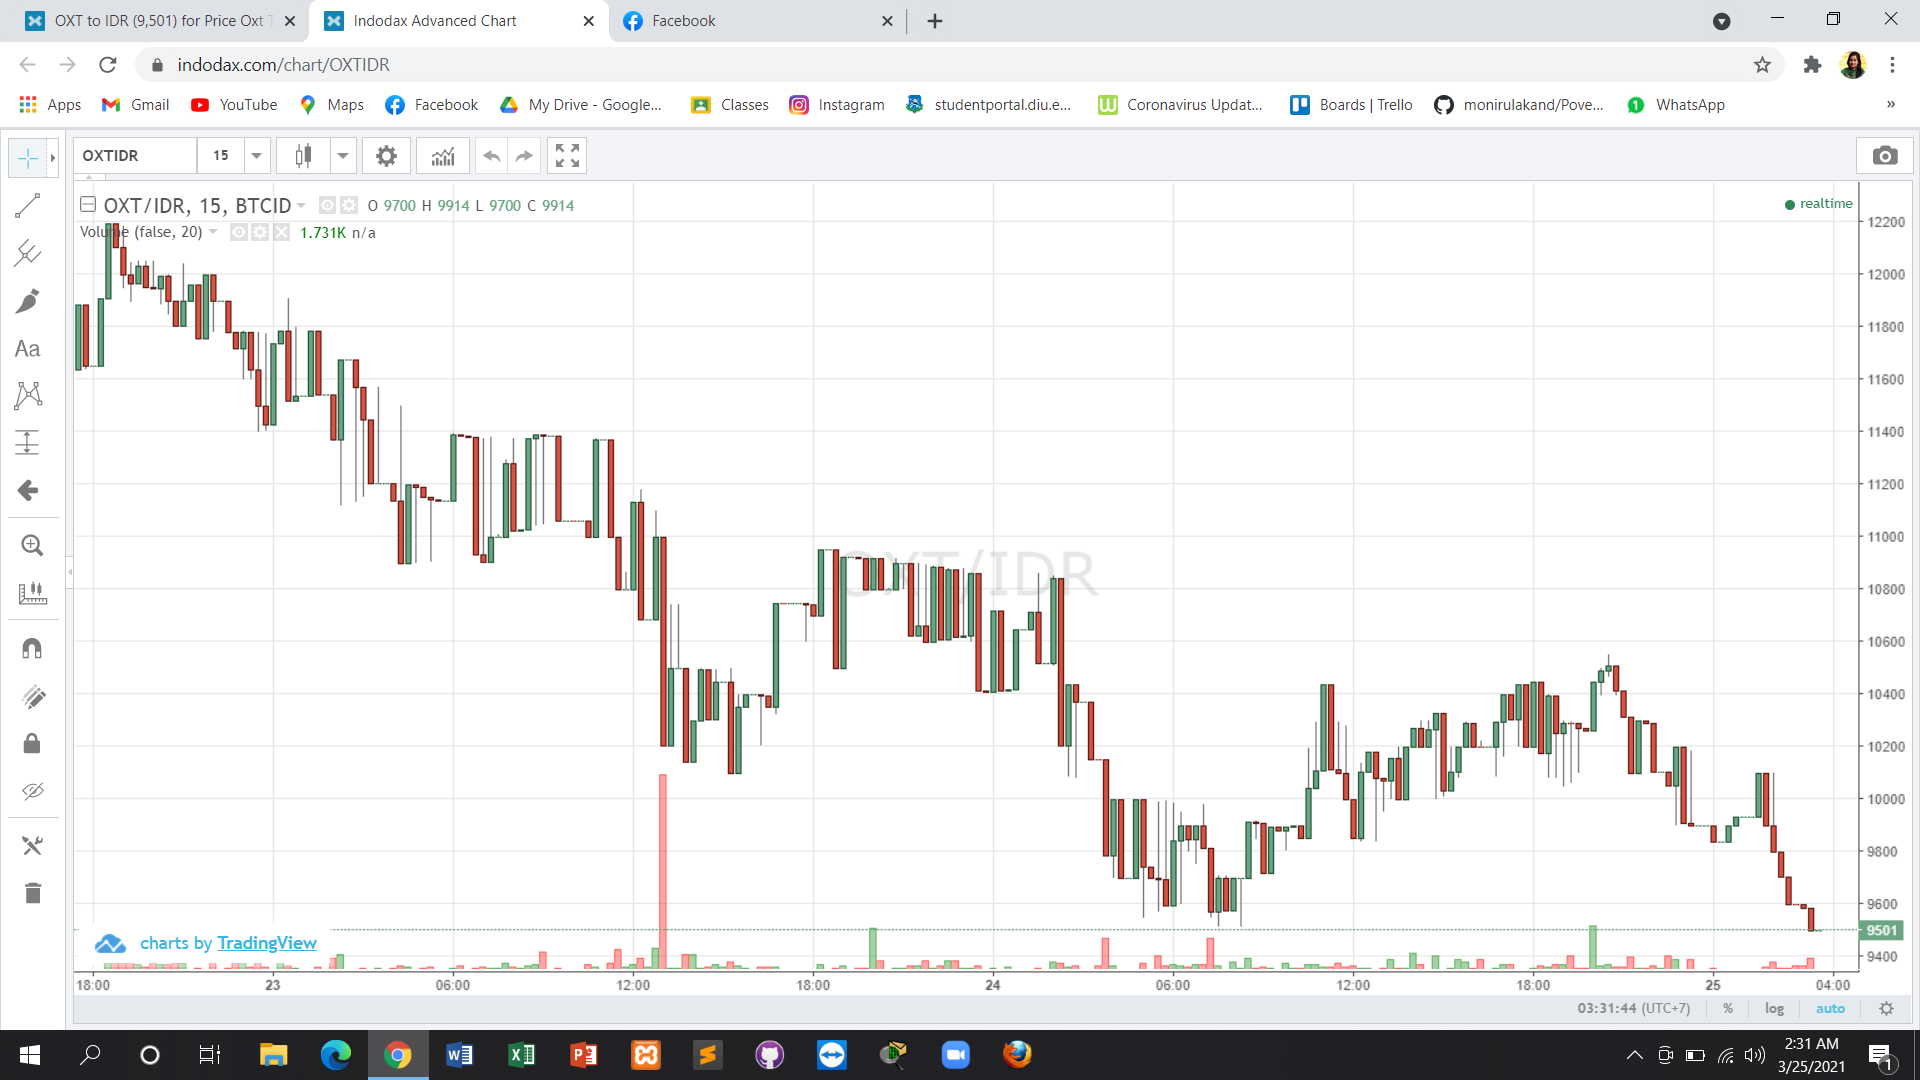 OXT to IDR (9,501) for Price Oxt T
Indodax Advanced Chart
Facebook
indodax.com/chart/OXTIDR
Apps
Gmail
YouTube
Maps
Facebook
My Drive - Google...
Classes
Instagram
studentportal.diu.e...
Coronavirus Updat...
Boards | Trello
monirulakand/Pove...
1
WhatsApp
»
OXTIDR
15
OXT/IDR, 15, BTCID
O 9700 H 9914 L 9700 C 9914
realtime
Volume (false, 20)
1.731K n/a
Aa
OXT/IDR
12200
12000
11800
11600
11400
11200
11000
10800
10600
10400
10200
10000
9800
9600
9501
9400
charts by TradingView
18:00
23
06:00
12:00
18:00
24
06:00
12:00
18:00
25
04:00
03:31:44 (UTC+7)
%
log
auto
2:31 AM
3/25/2021
1